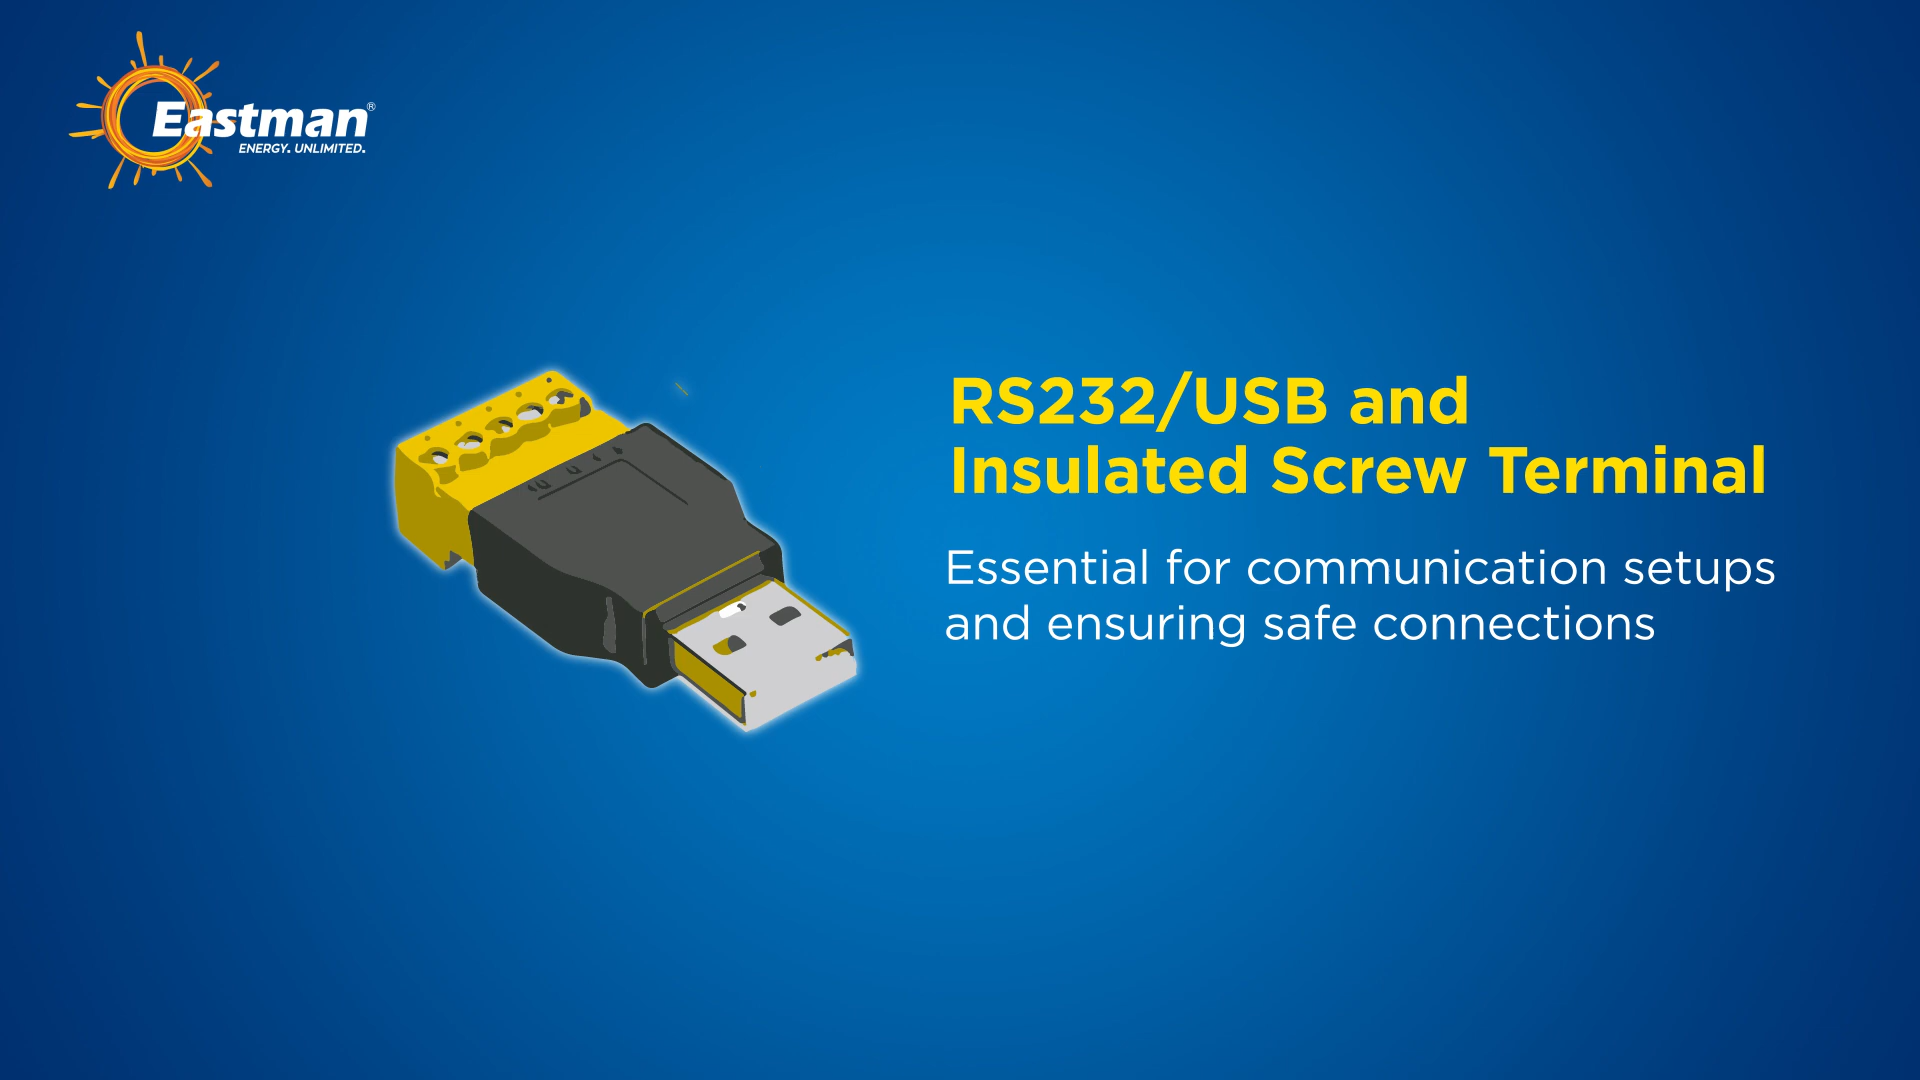 Eastman®
ENERGY. UNLIMITED.
RS232/USB and
Insulated Screw Terminal
Essential for communication setups
and ensuring safe connections